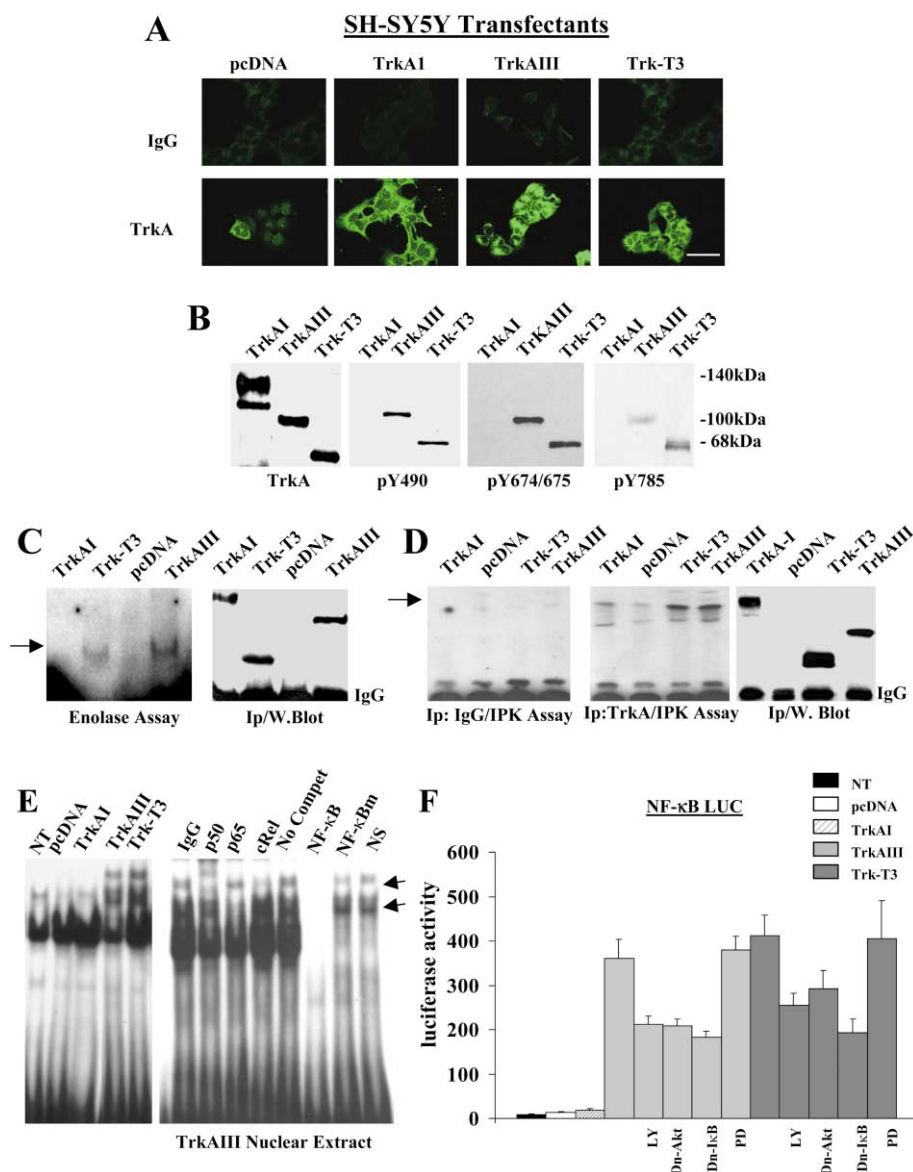 SH-SY5Y Transfectants
A
pcDNA TrkA1 TrkAIII Trk-T3
IgG
TrkA
B
TrkAI TrkAIII Trk-T3 TrkAI TrkAIII Trk-T3 TrkAI TrKAIII Trk-T3 TrkAI TrkAIII Trk-T3
-140kDa
-100kDa
- 68kDa
TrkA pY490 pY674/675 pY785
C
TrkAI Trk-T3 pcDNA TrkAIII TrkAI Trk-T3 pcDNA TrkAIII
IgG
Enolase Assay Ip/W.Blot
D
TrkAI pcDNA Trk-T3 TrkAIII TrkAI pcDNA Trk-T3 TrkAIII TrkA-I pcDNA Trk-T3 TrkAIII
IgG
Ip: IgG/IPK Assay Ip:TrkA/IPK Assay Ip/W. Blot
E
NT pcDNA TrkAI TrkAIII Trk-T3 IgG p50 p65 cRel No Compet NF-κB NF-κBm NS
TrkAIII Nuclear Extract
F
NF-κB LUC
NT
pcDNA
TrkAI
TrkAIII
Trk-T3
luciferase activity
600
500
400
300
200
100
0
LY Dn-Akt Dn-IκB PD LY Dn-Akt Dn-IκB PD